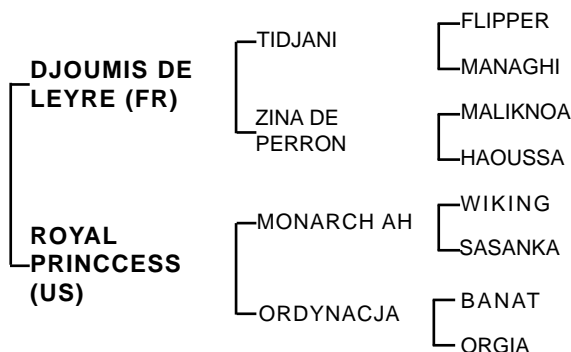 FLIPPER
TIDJANI
DJOUMIS DE
LEYRE (FR)
MANAGHI
ZINA DE
PERRON
MALIKNOA
HAOUSSA
ROYAL
PRINCCESS
(US)
MONARCH AH
WIKING
SASANKA
ORDYNACJA
BANAT
ORGIA